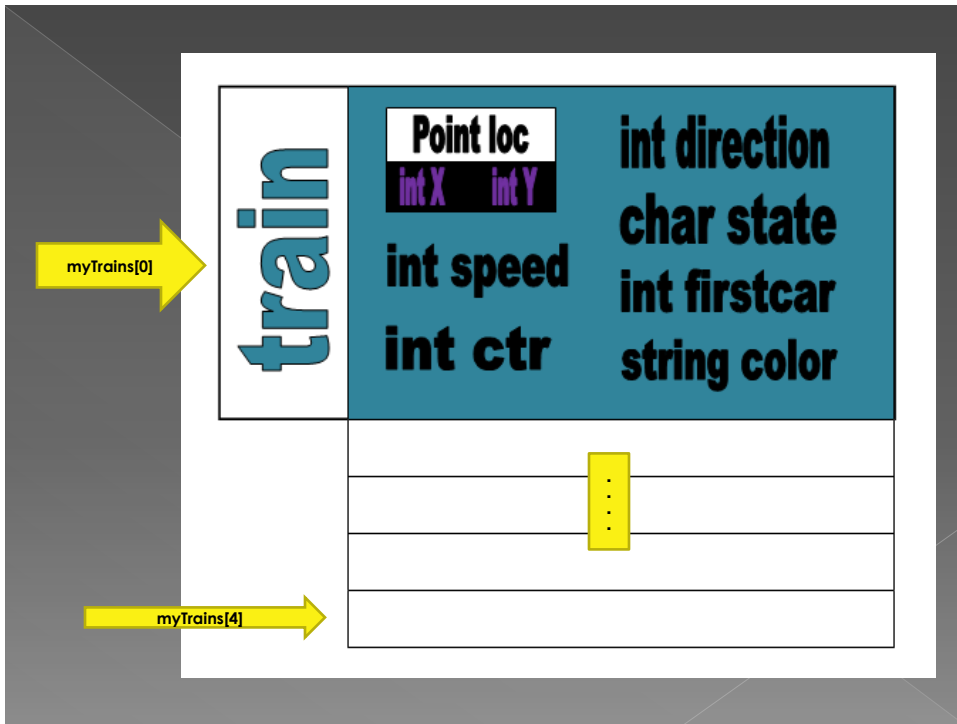 train
Point loc
int X int Y
int speed
int ctr
int direction
char state
int firstcar
string color
myTrains[0]
.
.
.
.
myTrains[4]